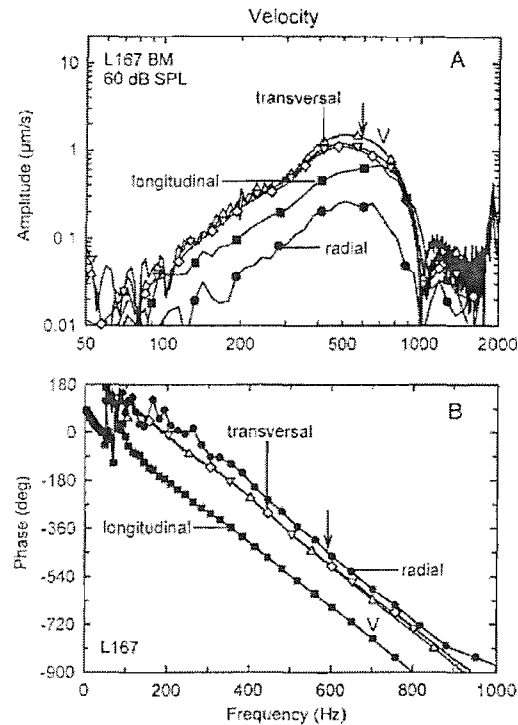 Velocity
L167 BM
60 dB SPL
A
transversal
V
longitudinal
radial
Amplitude (μm/s)
10
1
0.1
0.01
50
100
200
500
1000
2000
B
transversal
longitudinal
radial
V
L167
Phase (deg)
180
0
-180
-360
-540
-720
-900
0
200
400
600
800
1000
Frequency (Hz)